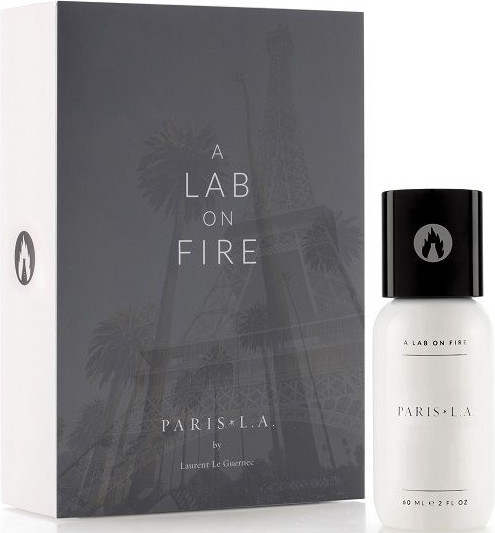 A
LAB
ON
FIRE
PARIS*L.A.
by
Laurent Le Guernec
A LAB ON FIRE
PARIS*L.A.
60 ML ℮ 2 FL OZ